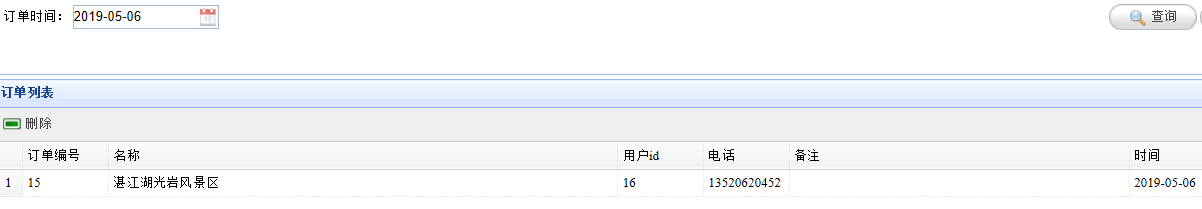 订单时间： 2019-05-06 查询
订单列表
删除
订单编号 名称 用户id 电话 备注 时间
1 15 湛江湖光岩风景区 16 13520620452 2019-05-06